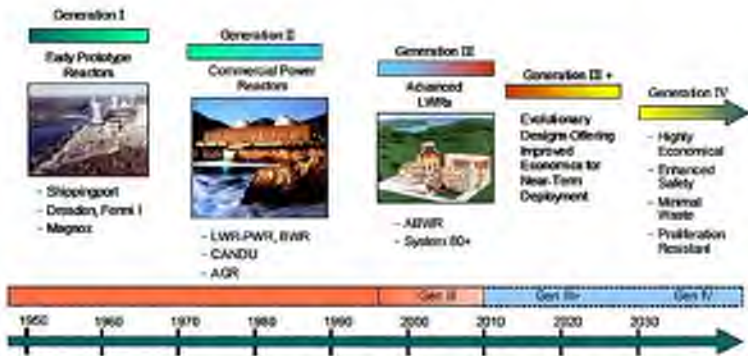 Generation I
Early Prototype
Reactors
- Shippingport
- Dresden, Fermi I
- Magnox
Generation II
Commercial Power
Reactors
- LWR-PWR, BWR
- CANDU
- AGR
Generation III
Advanced
LWRs
- ABWR
- System 80+
Generation III +
Evolutionary
Designs Offering
Improved
Economics for
Near-Term
Deployment
Generation IV
- Highly
Economical
- Enhanced
Safety
- Minimal
Waste
- Proliferation
Resistant
Gen III
Gen III+
Gen IV
1950
1960
1970
1980
1990
2000
2010
2020
2030